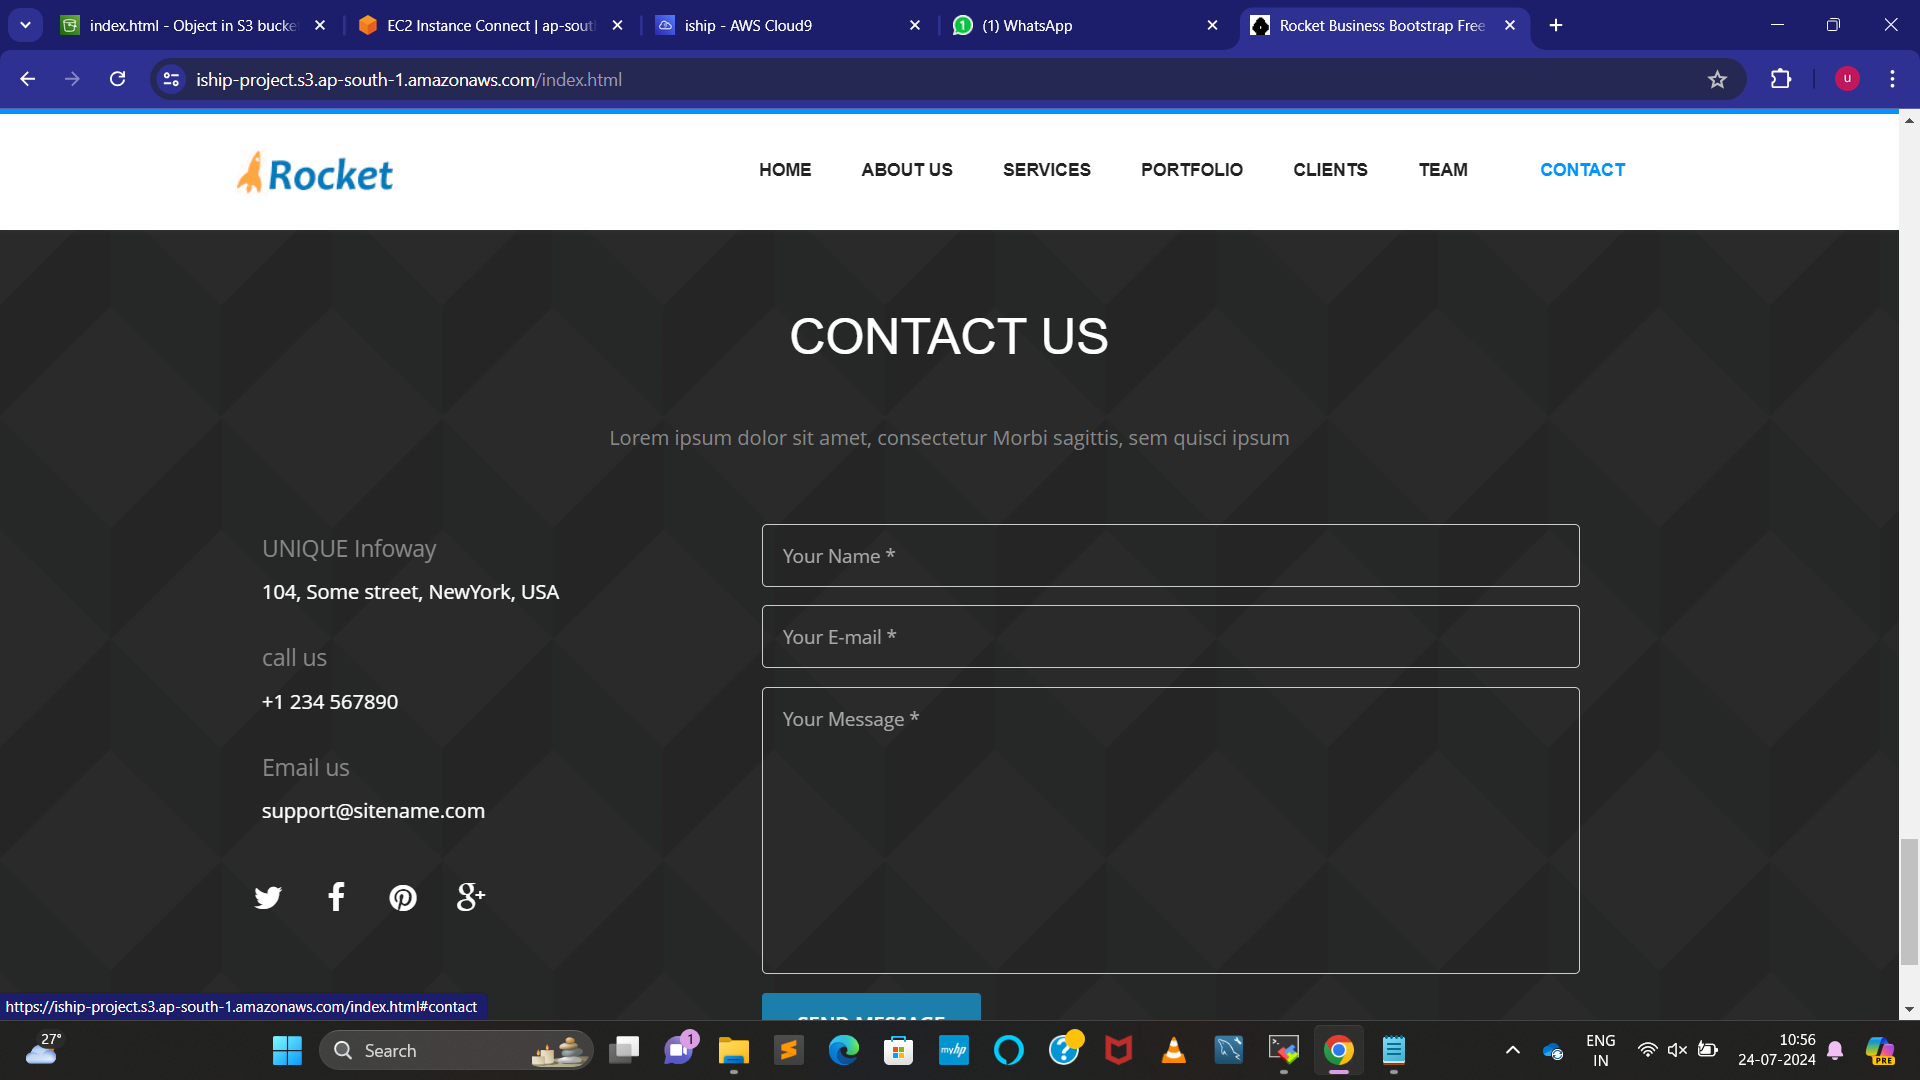 index.html - Object in S3 bucke
EC2 Instance Connect | ap-sout
iship - AWS Cloud9
(1) WhatsApp
Rocket Business Bootstrap Free
iship-project.s3.ap-south-1.amazonaws.com/index.html
u
Rocket
HOME
ABOUT US
SERVICES
PORTFOLIO
CLIENTS
TEAM
CONTACT
CONTACT US
Lorem ipsum dolor sit amet, consectetur Morbi sagittis, sem quisci ipsum
UNIQUE Infoway
104, Some street, NewYork, USA
call us
+1 234 567890
Email us
support@sitename.com
Your Name *
Your E-mail *
Your Message *
SEND MESSAGE
https://iship-project.s3.ap-south-1.amazonaws.com/index.html#contact
27°
Search
1
myhp
ENG
IN
10:56
24-07-2024
PRE